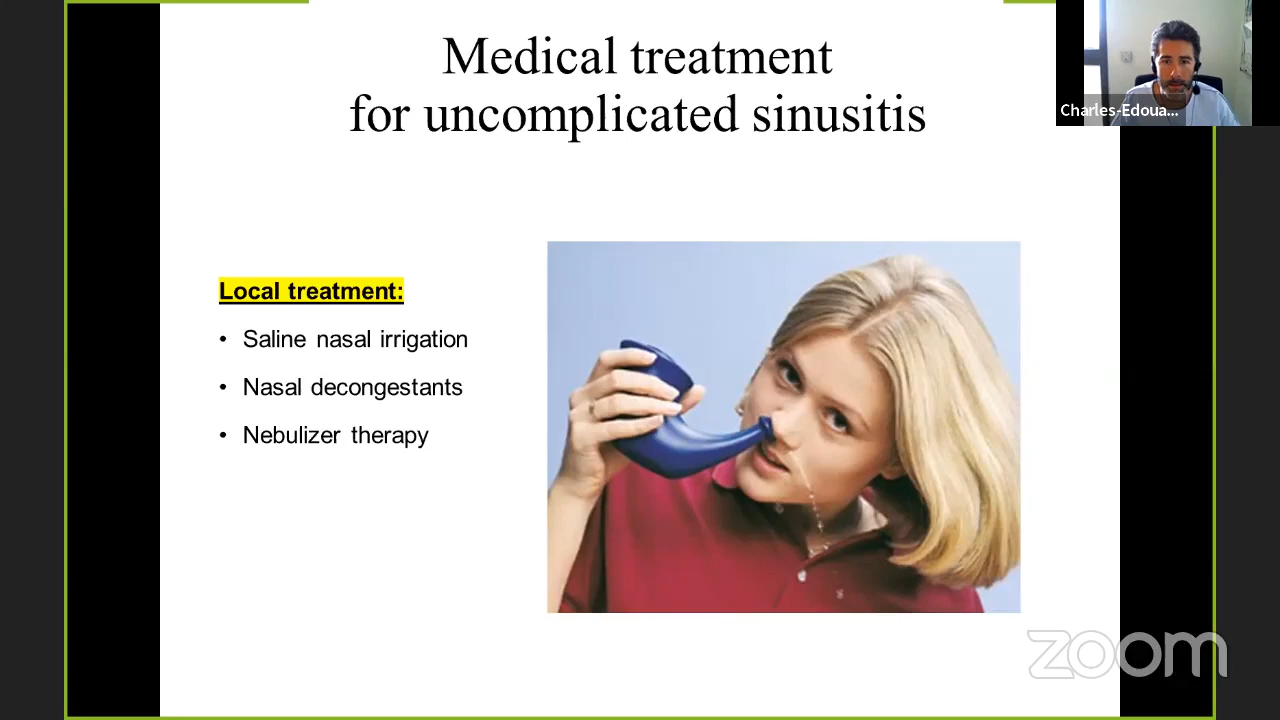 Medical treatment
for uncomplicated sinusitis
Charles-Edoua...
Local treatment:
• Saline nasal irrigation
• Nasal decongestants
• Nebulizer therapy
zoom